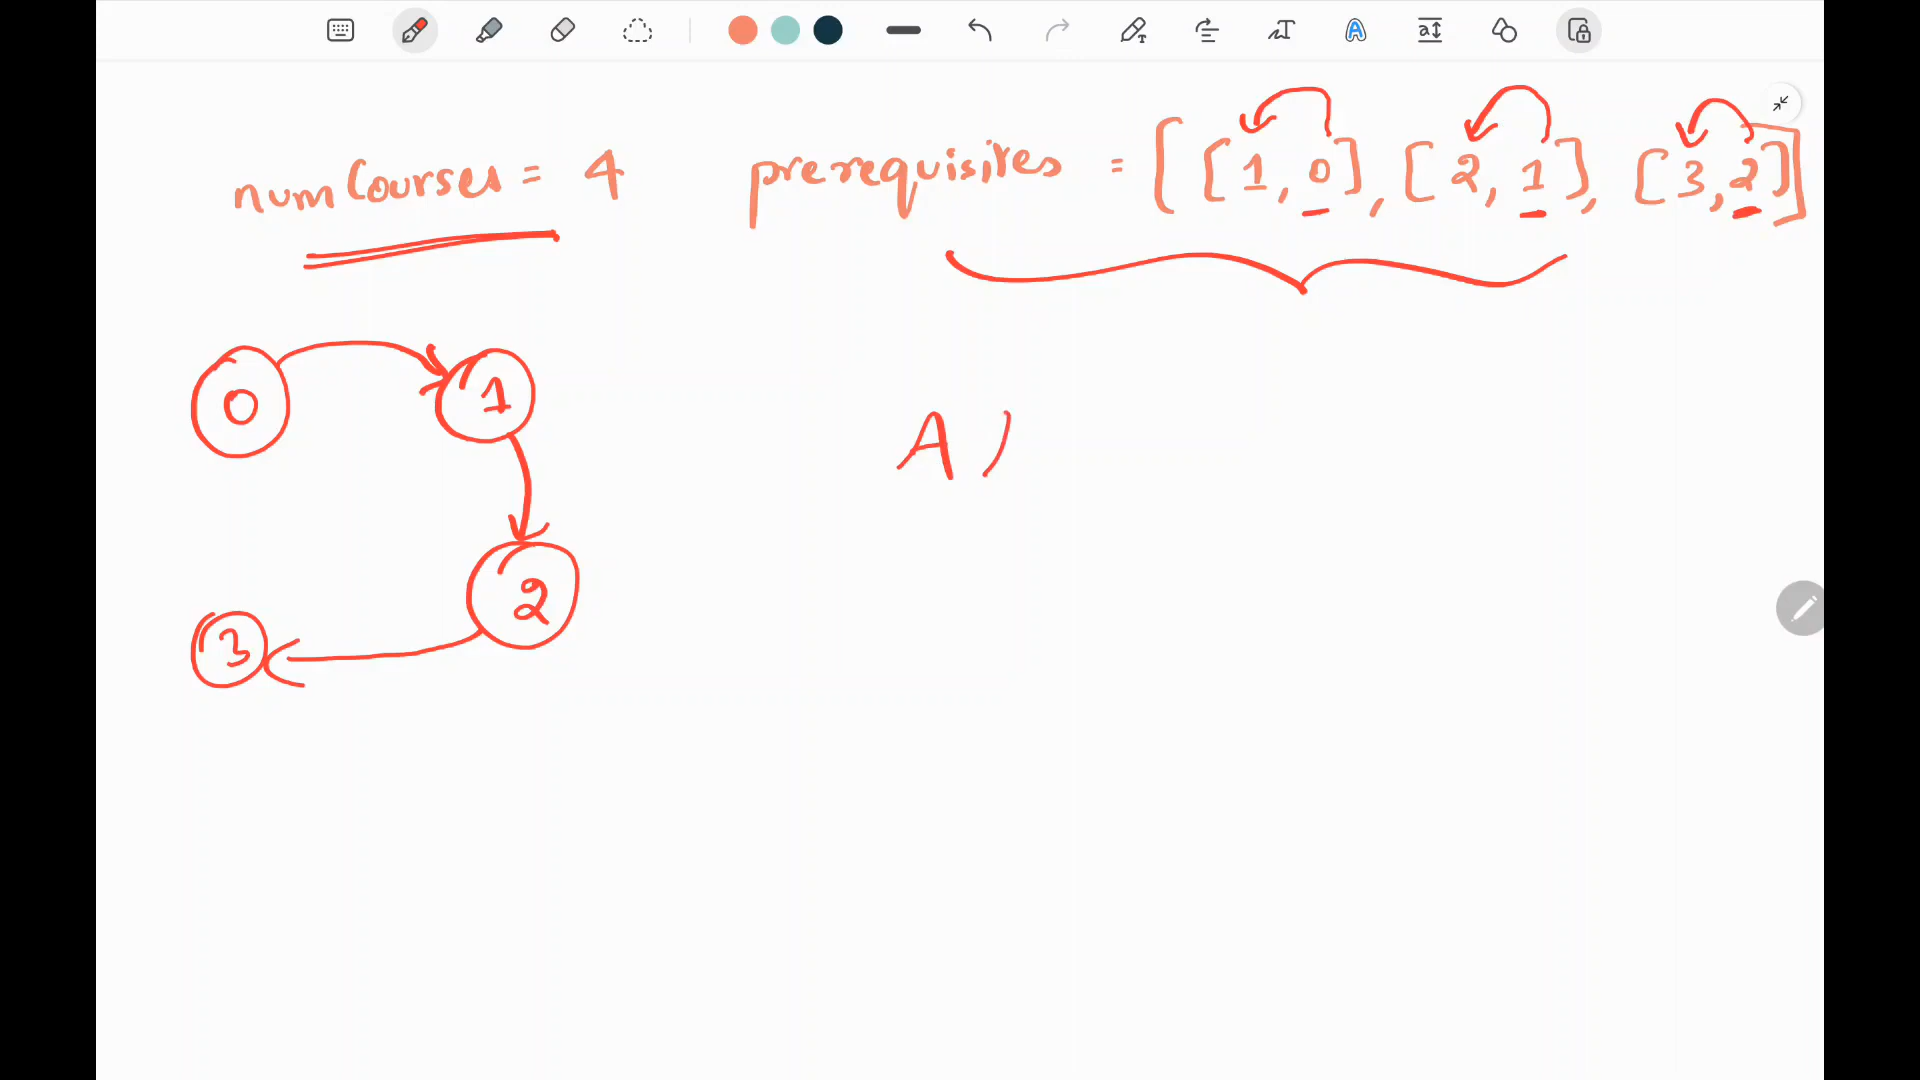 numCourses = 4 prerequisites = [[1, 0], [2, 1], [3, 2]]
0 1
A )
2
3